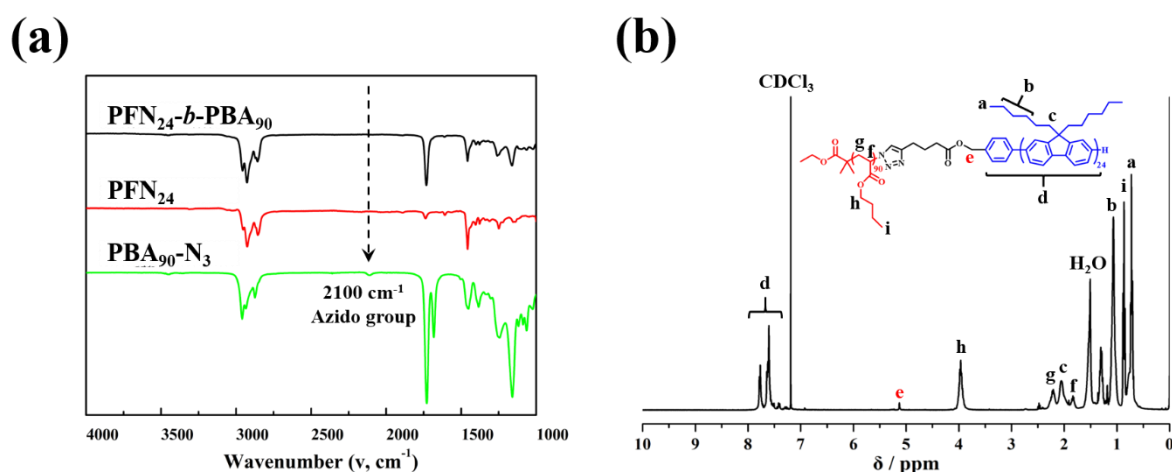 (a)
PFN₂₄-b-PBA₉₀
PFN₂₄
PBA₉₀-N₃
2100 cm⁻¹
Azido group
4000 3500 3000 2500 2000 1500 1000
Wavenumber (v, cm⁻¹)
(b)
CDCl₃
b
a
c
g
f
90
N
N=N
O
O
e
24
H
O
O
O
O
d
h
i
a
i
b
H₂O
d
h
e
g
c
f
10 9 8 7 6 5 4 3 2 1 0
δ / ppm